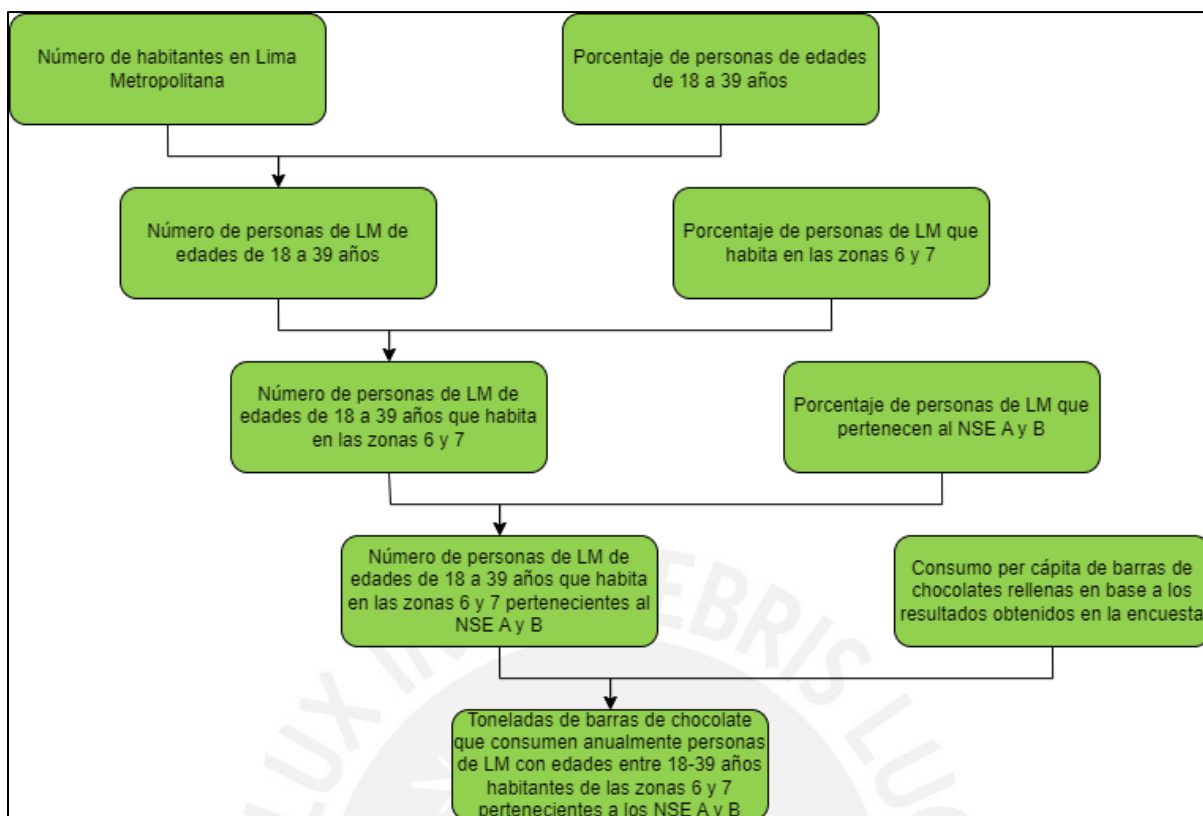 Número de habitantes en Lima
Metropolitana
Porcentaje de personas de edades
de 18 a 39 años
Número de personas de LM de
edades de 18 a 39 años
Porcentaje de personas de LM que
habita en las zonas 6 y 7
Número de personas de LM de
edades de 18 a 39 años que habita
en las zonas 6 y 7
Porcentaje de personas de LM que
pertenecen al NSE A y B
Número de personas de LM de
edades de 18 a 39 años que habita
en las zonas 6 y 7 pertenecientes al
NSE A y B
Consumo per cápita de barras de
chocolates rellenas en base a los
resultados obtenidos en la encuesta
Toneladas de barras de chocolate
que consumen anualmente personas
de LM con edades entre 18-39 años
habitantes de las zonas 6 y 7
pertenecientes a los NSE A y B
LUX IN
EBRIS LUC